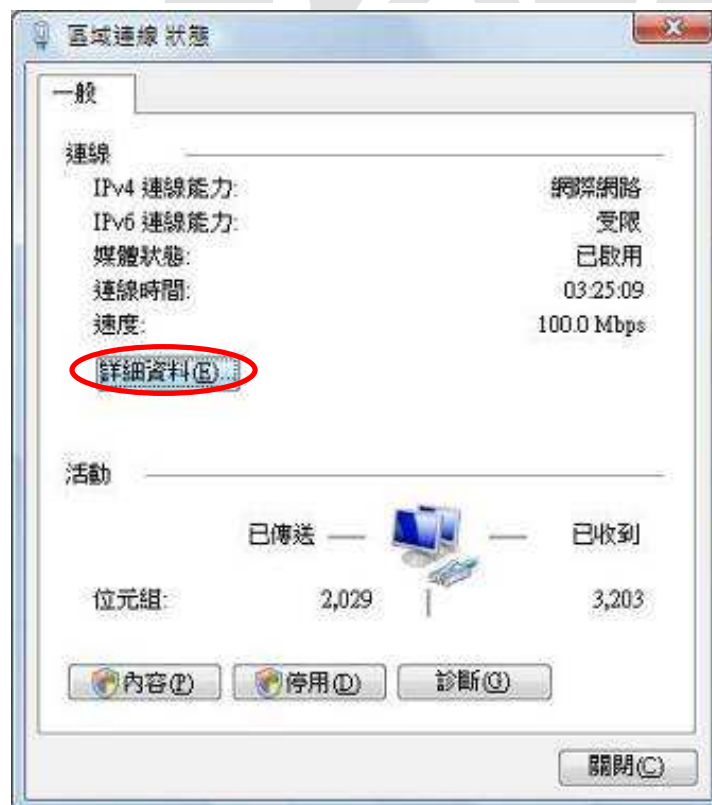 區域連線 狀態
一般
連線
IPv4 連線能力: 網際網路
IPv6 連線能力: 受限
媒體狀態: 已啟用
連線時間: 03:25:09
速度: 100.0 Mbps
詳細資料(E)...
活動
已傳送 — — 已收到
位元組: 2,029 3,203
內容(P) 停用(D) 診斷(G)
關閉(C)